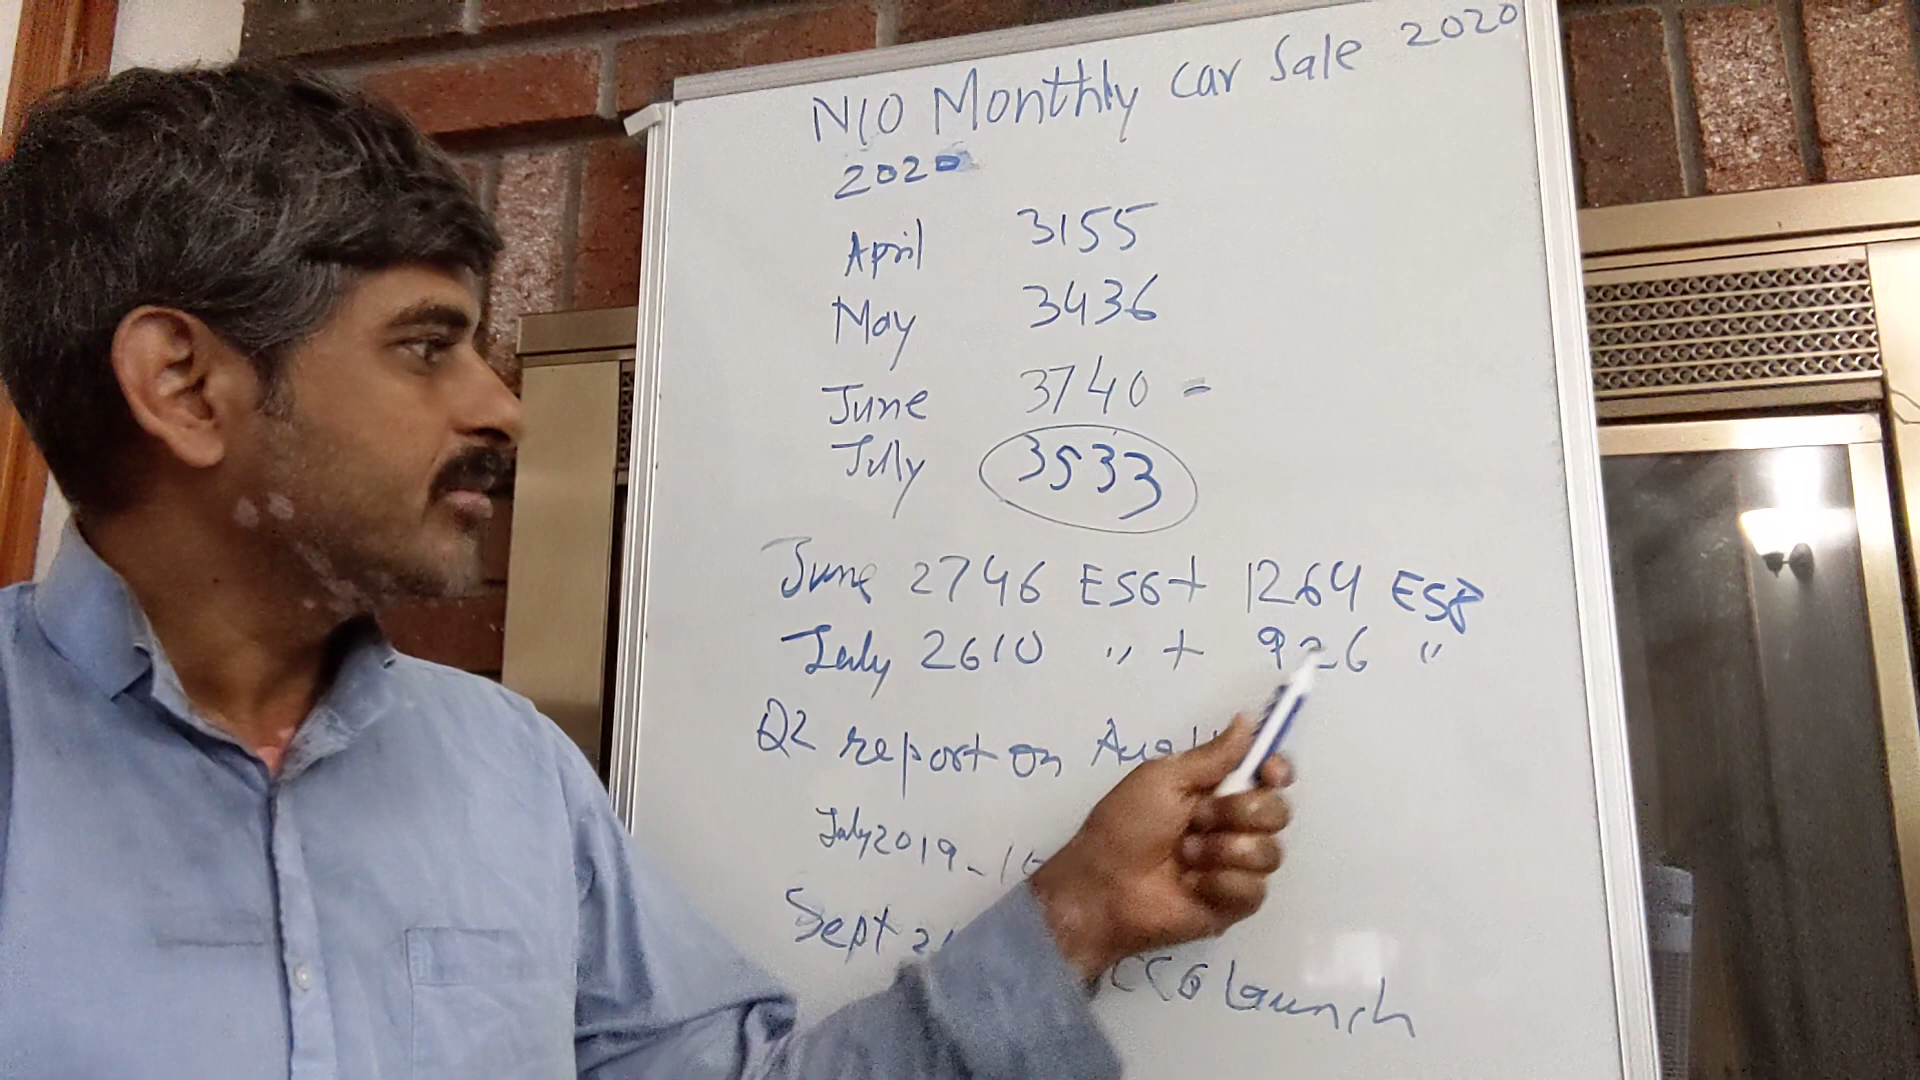 NIO Monthly car Sale 2020
2020
April 3155
May 3436
June 3740 -
July 3533
June 2746 ES6 + 1264 ES8
July 2610 " + 926 "
Q2 report on
July 2019 -
Sept
launch